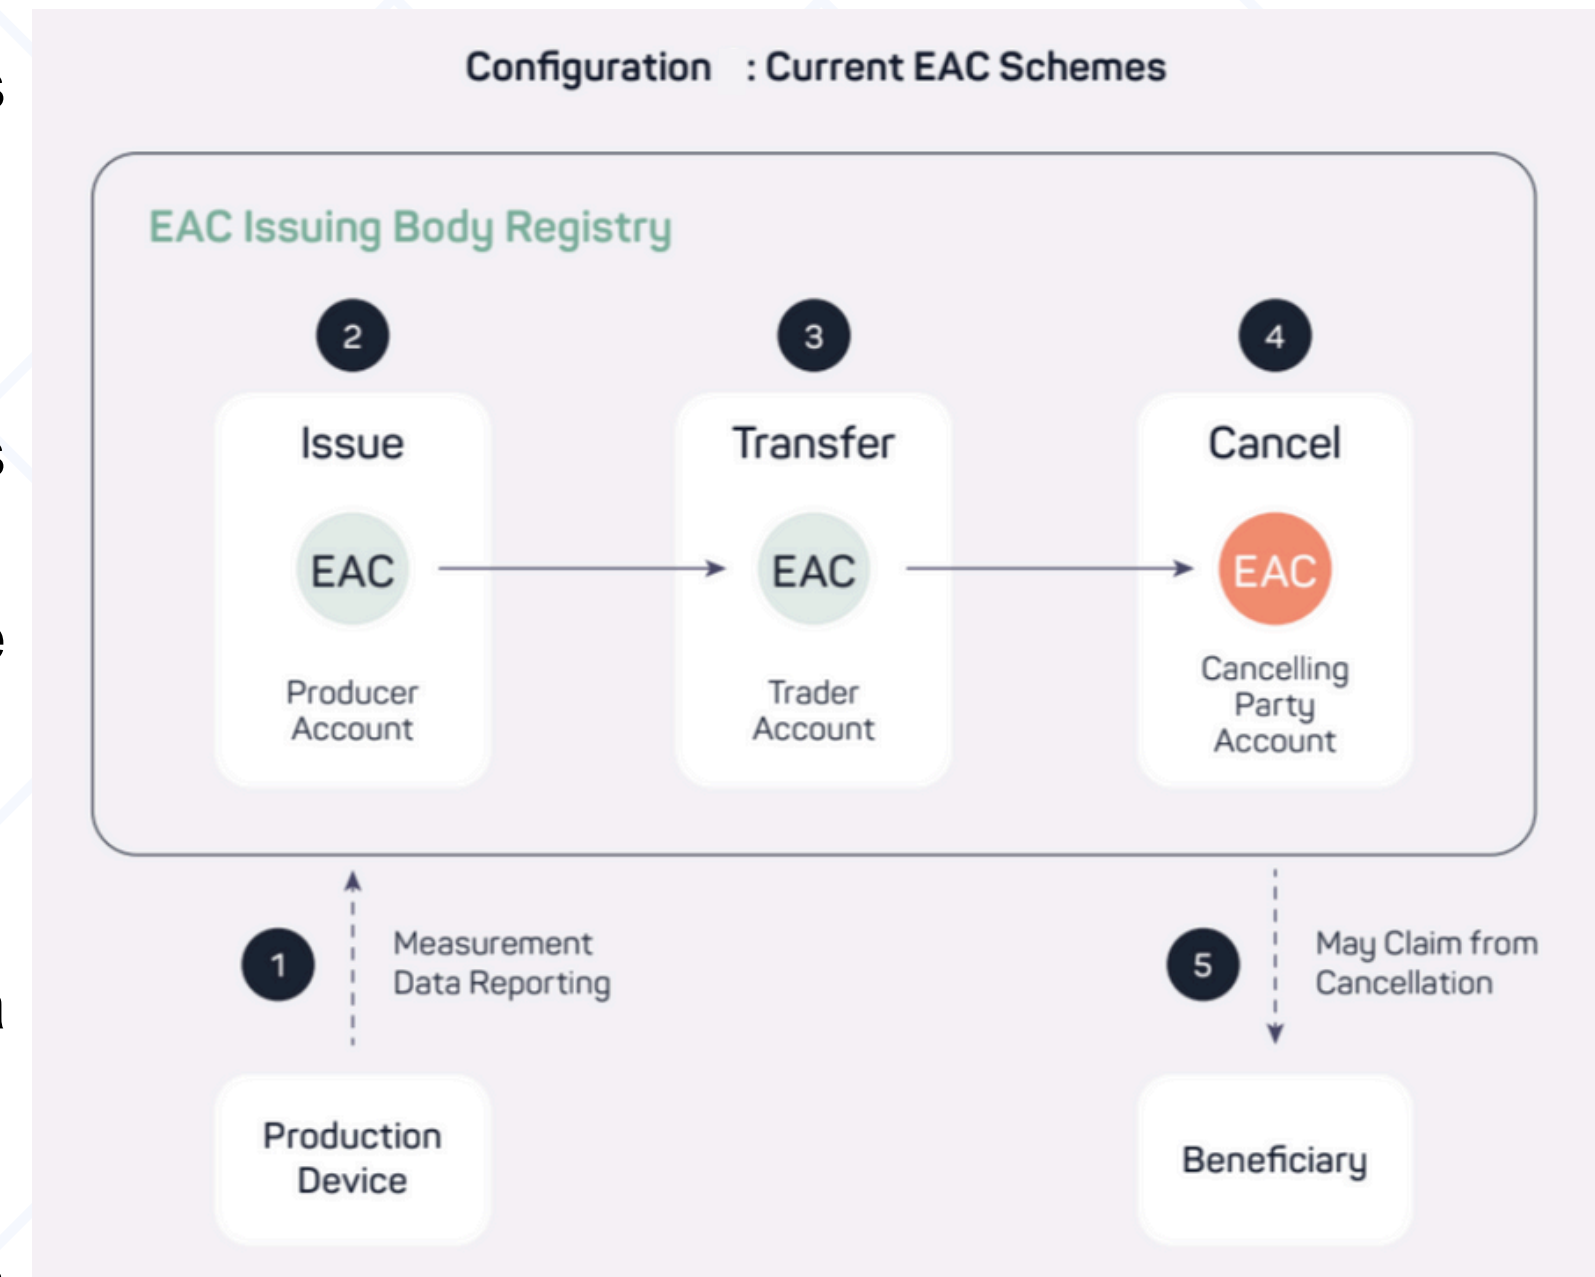 Configuration : Current EAC Schemes
EAC Issuing Body Registry
2
3
4
Issue
Transfer
Cancel
EAC
EAC
EAC
Producer
Account
Trader
Account
Cancelling
Party
Account
1
Measurement
Data Reporting
5
May Claim from
Cancellation
Production
Device
Beneficiary